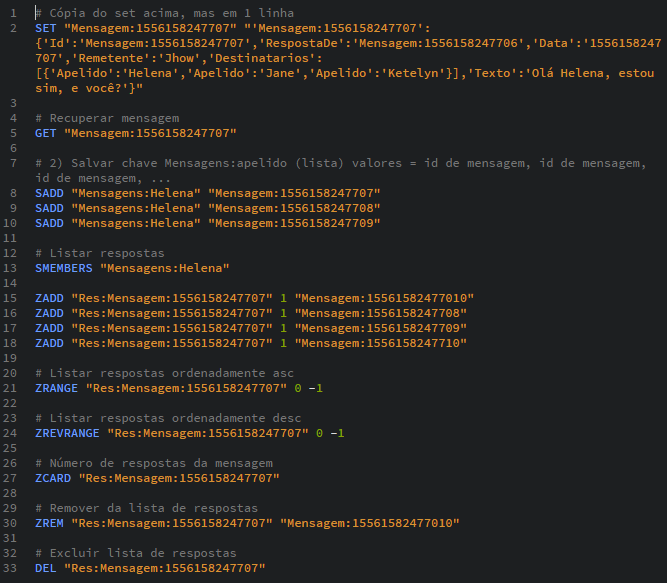 1 # Cópia do set acima, mas em 1 linha
2 SET "Mensagem:1556158247707" "'Mensagem:1556158247707':
{'Id':'Mensagem:1556158247707','RespostaDe':'Mensagem:1556158247706','Data':'1556158247
707','Remetente':'Jhow','Destinatarios':
[{'Apelido':'Helena','Apelido':'Jane','Apelido':'Ketelyn'}],'Texto':'Olá Helena, estou
sim, e você?'}"
3
4 # Recuperar mensagem
5 GET "Mensagem:1556158247707"
6
7 # 2) Salvar chave Mensagens:apelido (lista) valores = id de mensagem, id de mensagem,
id de mensagem, ...
8 SADD "Mensagens:Helena" "Mensagem:1556158247707"
9 SADD "Mensagens:Helena" "Mensagem:1556158247708"
10 SADD "Mensagens:Helena" "Mensagem:1556158247709"
11
12 # Listar respostas
13 SMEMBERS "Mensagens:Helena"
14
15 ZADD "Res:Mensagem:1556158247707" 1 "Mensagem:15561582477010"
16 ZADD "Res:Mensagem:1556158247707" 1 "Mensagem:1556158247708"
17 ZADD "Res:Mensagem:1556158247707" 1 "Mensagem:1556158247709"
18 ZADD "Res:Mensagem:1556158247707" 1 "Mensagem:1556158247710"
19
20 # Listar respostas ordenadamente asc
21 ZRANGE "Res:Mensagem:1556158247707" 0 -1
22
23 # Listar respostas ordenadamente desc
24 ZREVRANGE "Res:Mensagem:1556158247707" 0 -1
25
26 # Número de respostas da mensagem
27 ZCARD "Res:Mensagem:1556158247707"
28
29 # Remover da lista de respostas
30 ZREM "Res:Mensagem:1556158247707" "Mensagem:15561582477010"
31
32 # Excluir lista de respostas
33 DEL "Res:Mensagem:1556158247707"